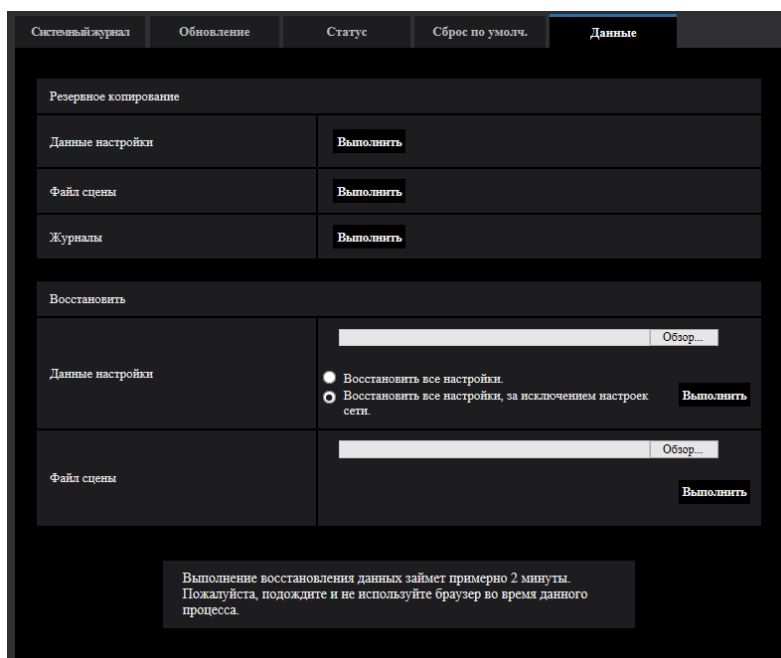 Системный журнал
Обновление
Статус
Сброс по умолч.
Данные
Резервное копирование
Данные настройки
Выполнить
Файл сцены
Выполнить
Журналы
Выполнить
Восстановить
Обзор...
Данные настройки
Восстановить все настройки.
Восстановить все настройки, за исключением настроек
сети.
Выполнить
Обзор...
Файл сцены
Выполнить
Выполнение восстановления данных займет примерно 2 минуты.
Пожалуйста, подождите и не используйте браузер во время данного
процесса.